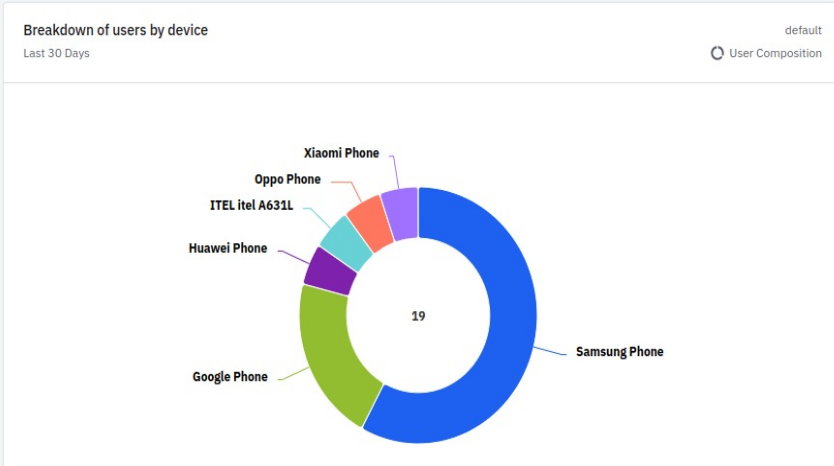 Breakdown of users by device
default
Last 30 Days
User Composition
Xiaomi Phone
Oppo Phone
ITEL itel A631L
Huawei Phone
19
Samsung Phone
Google Phone